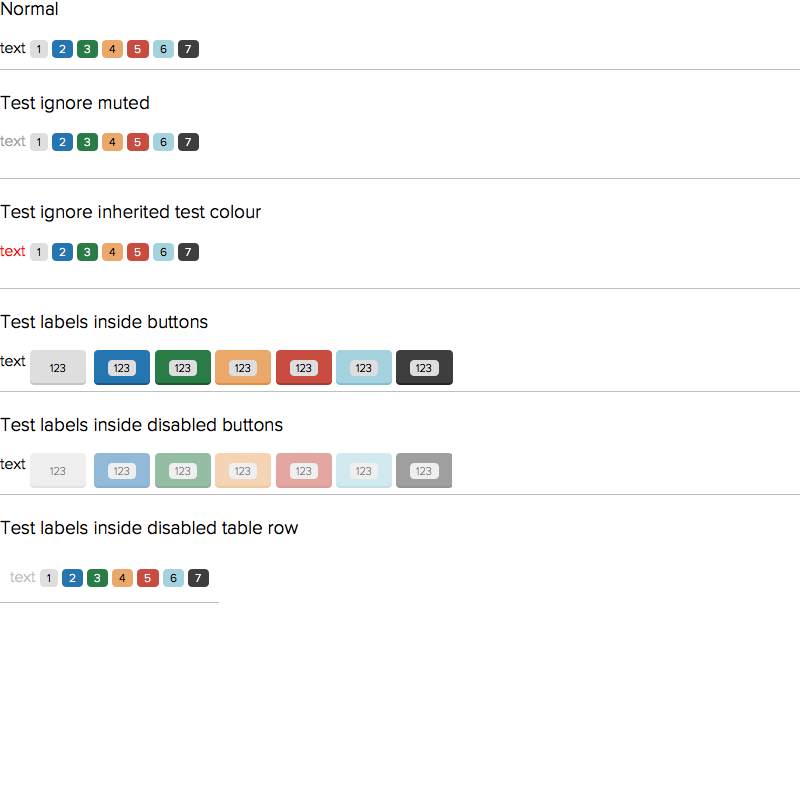 Normal
text 1 2 3 4 5 6 7
Test ignore muted
text 1 2 3 4 5 6 7
Test ignore inherited test colour
text 1 2 3 4 5 6 7
Test labels inside buttons
text 123 123 123 123 123 123 123
Test labels inside disabled buttons
text 123 123 123 123 123 123 123
Test labels inside disabled table row
text 1 2 3 4 5 6 7